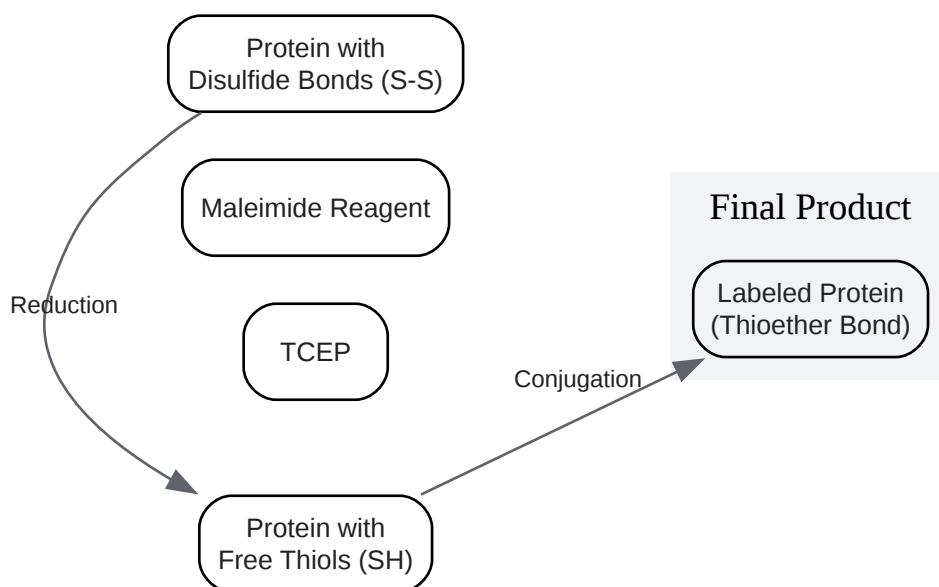 Protein with
Disulfide Bonds (S-S)
Maleimide Reagent
Final Product
Labeled Protein
(Thioether Bond)
Reduction
TCEP
Conjugation
Protein with
Free Thiols (SH)